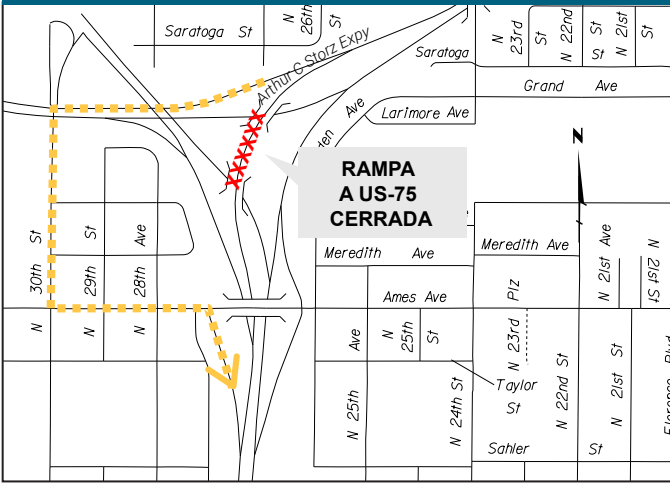 Saratoga St
N 26th St
Arthur C Storz Expy
Saratoga
N 23rd St
N 22nd St
N 21st St
St
Grand Ave
Larimore Ave
Ave
N
RAMPA
A US-75
CERRADA
N 30th St
N 29th St
N 28th Ave
Meredith Ave
Meredith Ave
N 21st Ave
N 21st St
Ames Ave
N 25th Ave
N 25th St
N 24th St
N 23rd Plz
Taylor
St
N 22nd St
N 21st St
Sahler St